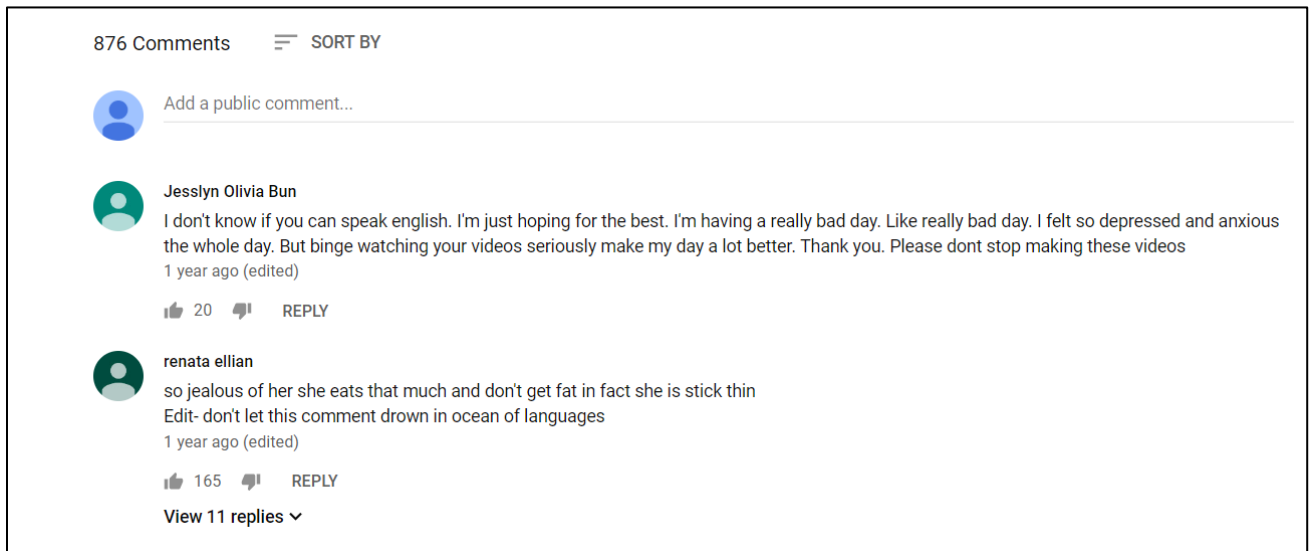 876 Comments SORT BY
Add a public comment...
Jesslyn Olivia Bun
I don't know if you can speak english. I'm just hoping for the best. I'm having a really bad day. Like really bad day. I felt so depressed and anxious
the whole day. But binge watching your videos seriously make my day a lot better. Thank you. Please dont stop making these videos
1 year ago (edited)
20 REPLY
renata ellian
so jealous of her she eats that much and don't get fat in fact she is stick thin
Edit- don't let this comment drown in ocean of languages
1 year ago (edited)
165 REPLY
View 11 replies